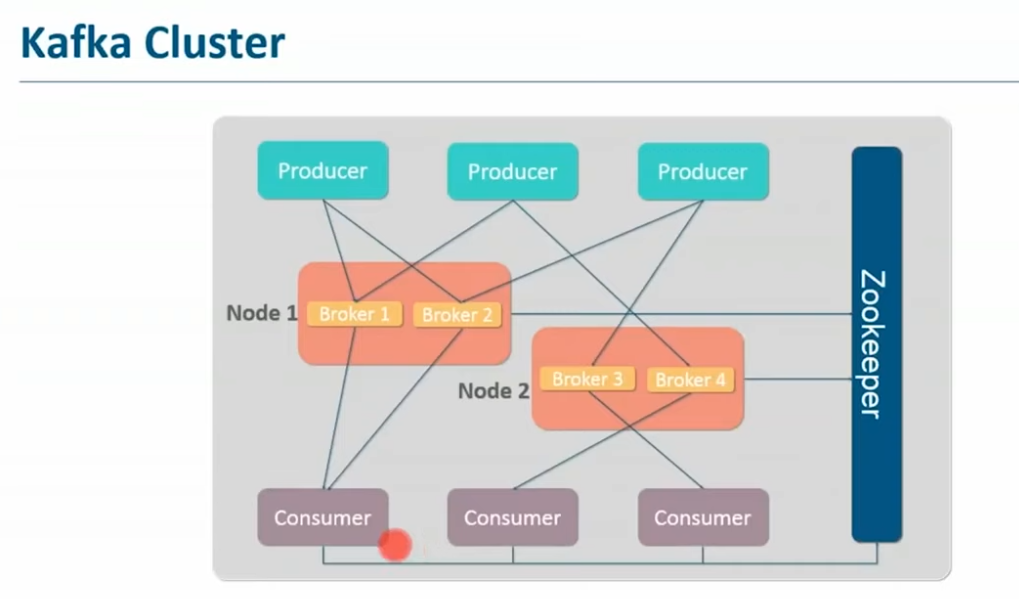 Kafka Cluster
Producer
Producer
Producer
Node 1
Broker 1
Broker 2
Node 2
Broker 3
Broker 4
Zookeeper
Consumer
Consumer
Consumer